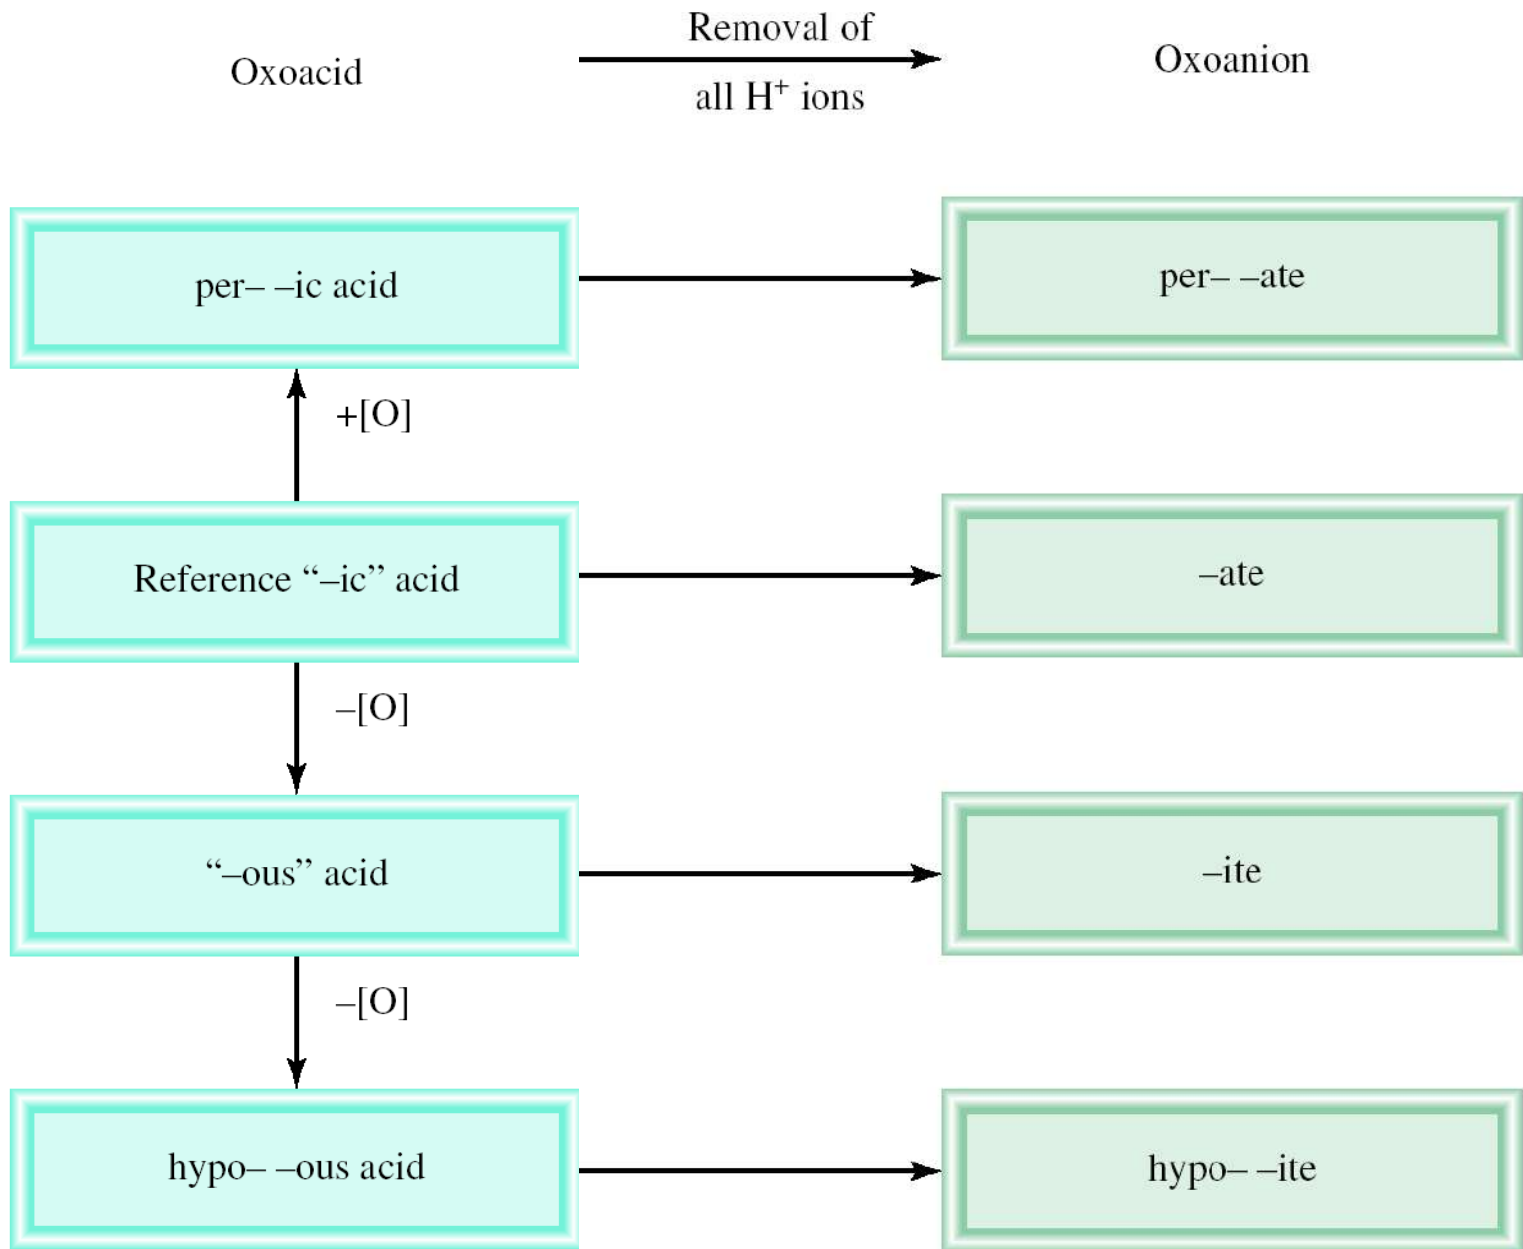 Oxoacid
Removal of
all H⁺ ions
Oxoanion
per– –ic acid
per– –ate
+[O]
Reference “–ic” acid
–ate
–[O]
“–ous” acid
–ite
–[O]
hypo– –ous acid
hypo– –ite